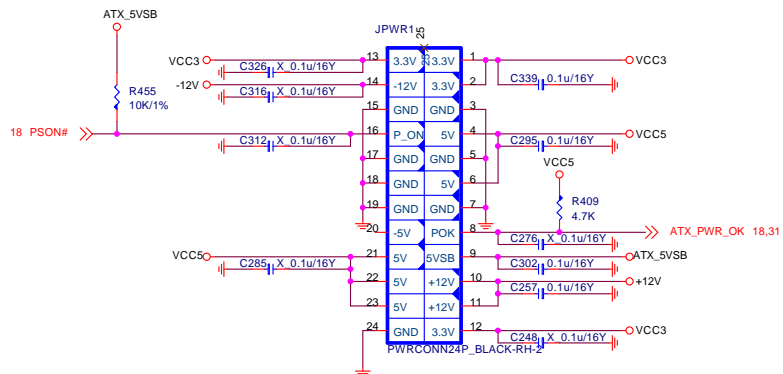 ATX_5VSB
JPWR1
25
VCC3
13
3.3V
3.3V
1
VCC3
C326
X_0.1u/16Y
C339
0.1u/16Y
-12V
14
-12V
3.3V
2
R455
10K/1%
C316
X_0.1u/16Y
15
GND
GND
3
18 PSON#
16
P_ON
5V
4
VCC5
C312
X_0.1u/16Y
C295
0.1u/16Y
17
GND
GND
5
VCC5
18
GND
5V
6
R409
4.7K
19
GND
GND
7
20
-5V
POK
8
ATX_PWR_OK 18,31
C276
X_0.1u/16Y
VCC5
21
5V
5VSB
9
ATX_5VSB
C285
X_0.1u/16Y
C302
0.1u/16Y
22
5V
+12V
10
+12V
C257
0.1u/16Y
23
5V
+12V
11
24
GND
3.3V
12
VCC3
C248
X_0.1u/16Y
PWRCONN24P_BLACK-RH-2